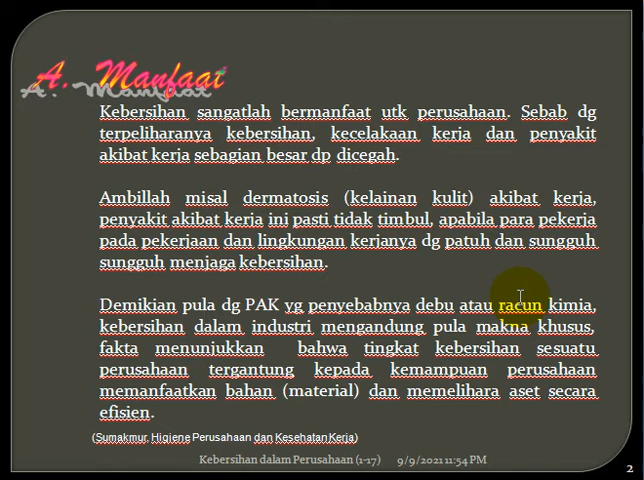 A. Manfaat
Kebersihan sangatlah bermanfaat utk perusahaan. Sebab dg
terpeliharanya kebersihan, kecelakaan kerja dan penyakit
akibat kerja sebagian besar dp dicegah.
Ambillah misal dermatosis (kelainan kulit) akibat kerja,
penyakit akibat kerja ini pasti tidak timbul, apabila para pekerja
pada pekerjaan dan lingkungan kerjanya dg patuh dan sungguh
sungguh menjaga kebersihan.
Demikian pula dg PAK yg penyebabnya debu atau racun kimia,
kebersihan dalam industri mengandung pula makna khusus,
fakta menunjukkan bahwa tingkat kebersihan sesuatu
perusahaan tergantung kepada kemampuan perusahaan
memanfaatkan bahan (material) dan memelihara aset secara
efisien.
(Sumakmur, Higiene Perusahaan dan Kesehatan Kerja)
Kebersihan dalam Perusahaan (1-17) 9/9/2021 11:54 PM
2